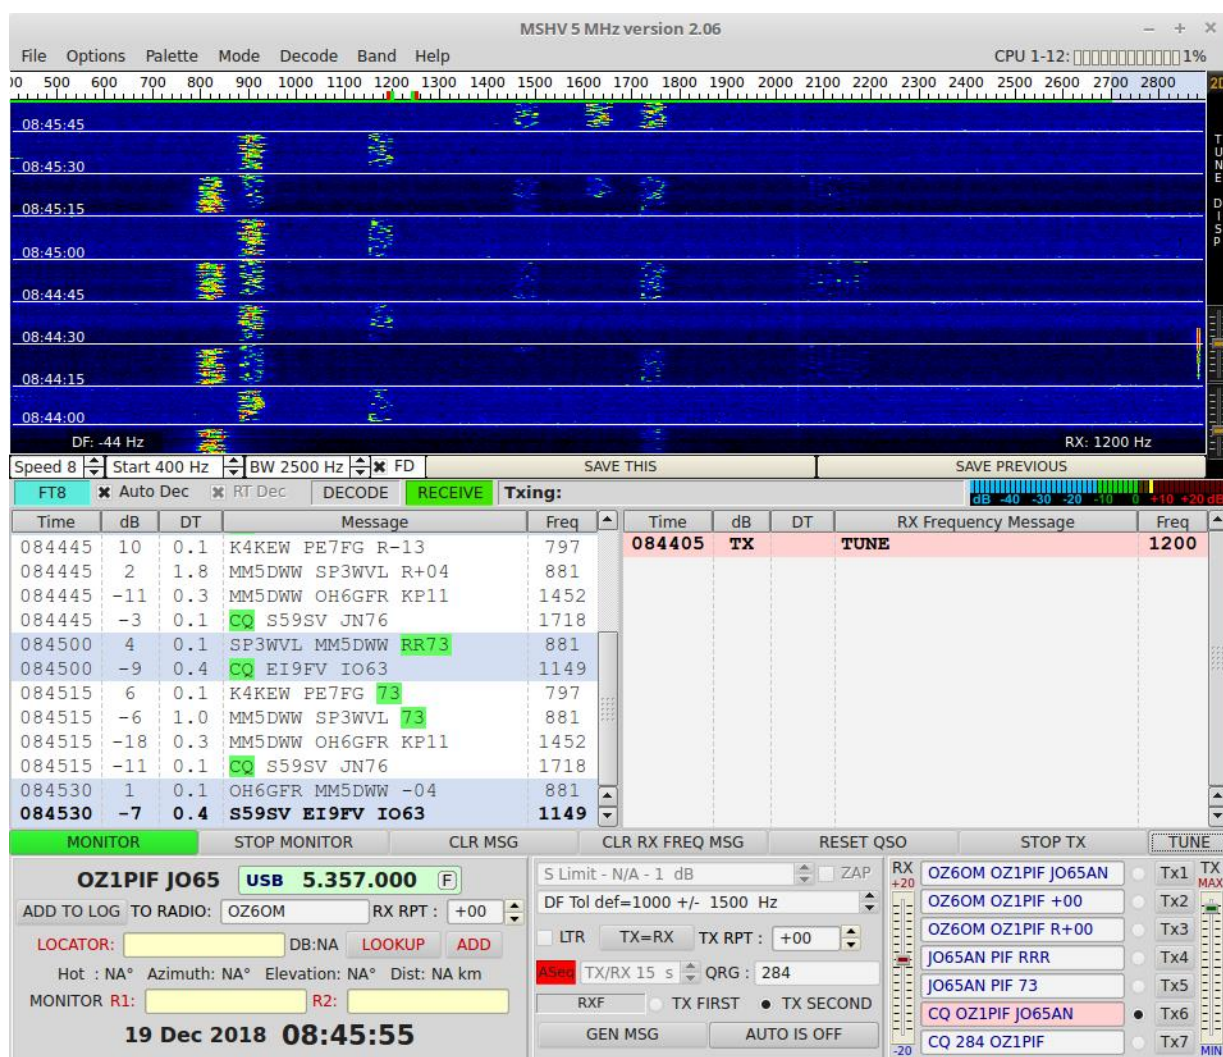 MSHV 5 MHz version 2.06
File Options Palette Mode Decode Band Help CPU 1-12: 1%
00 500 600 700 800 900 1000 1100 1200 1300 1400 1500 1600 1700 1800 1900 2000 2100 2200 2300 2400 2500 2600 2700 2800 2D
08:45:45
08:45:30
08:45:15
08:45:00
08:44:45
08:44:30
08:44:15
08:44:00
TUNE DISP
DF: -44 Hz RX: 1200 Hz
Speed 8 Start 400 Hz BW 2500 Hz FD SAVE THIS SAVE PREVIOUS
FT8 Auto Dec RT Dec DECODE RECEIVE Txing: dB -40 -30 -20 -10 0 +10 +20 dB
Time dB DT Message Freq Time dB DT RX Frequency Message Freq
084445 10 0.1 K4KEW PE7FG R-13 797 084405 TX TUNE 1200
084445 2 1.8 MM5DWW SP3WVL R+04 881
084445 -11 0.3 MM5DWW OH6GFR KP11 1452
084445 -3 0.1 CQ S59SV JN76 1718
084500 4 0.1 SP3WVL MM5DWW RR73 881
084500 -9 0.4 CQ EI9FV IO63 1149
084515 6 0.1 K4KEW PE7FG 73 797
084515 -6 1.0 MM5DWW SP3WVL 73 881
084515 -18 0.3 MM5DWW OH6GFR KP11 1452
084515 -11 0.1 CQ S59SV JN76 1718
084530 1 0.1 OH6GFR MM5DWW -04 881
084530 -7 0.4 S59SV EI9FV IO63 1149
MONITOR STOP MONITOR CLR MSG CLR RX FREQ MSG RESET QSO STOP TX TUNE
OZ1PIF JO65 USB 5.357.000 F
ADD TO LOG TO RADIO: OZ6OM RX RPT : +00
LOCATOR: DB:NA LOOKUP ADD
Hot : NA° Azimuth: NA° Elevation: NA° Dist: NA km
MONITOR R1: R2:
19 Dec 2018 08:45:55
S Limit - N/A - 1 dB ZAP
DF Tol def=1000 +/- 1500 Hz
LTR TX=RX TX RPT : +00
ASeq TX/RX 15 s QRG : 284
RXF TX FIRST TX SECOND
GEN MSG AUTO IS OFF
RX
+20
-20
OZ6OM OZ1PIF JO65AN Tx1
OZ6OM OZ1PIF +00 Tx2
OZ6OM OZ1PIF R+00 Tx3
JO65AN PIF RRR Tx4
JO65AN PIF 73 Tx5
CQ OZ1PIF JO65AN Tx6
CQ 284 OZ1PIF Tx7
TX
MAX
MIN